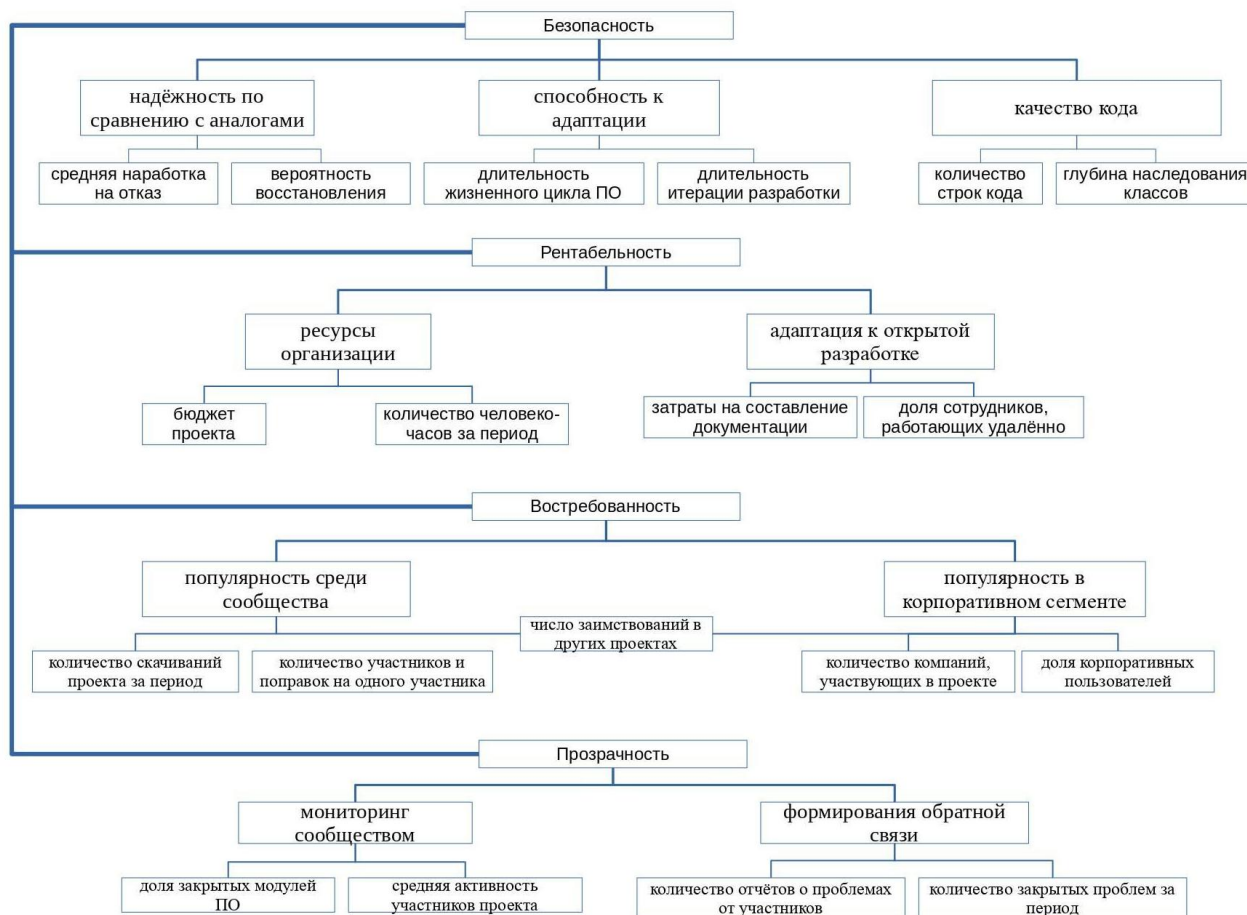 Безопасность
надёжность по
сравнению с аналогами
способность к
адаптации
качество кода
средняя наработка
на отказ
вероятность
восстановления
длительность
жизненного цикла ПО
длительность
итерации разработки
количество
строк кода
глубина наследования
классов
Рентабельность
ресурсы
организации
адаптация к открытой
разработке
бюджет
проекта
количество человеко-
часов за период
затраты на составление
документации
доля сотрудников,
работающих удалённо
Востребованность
популярность среди
сообщества
популярность в
корпоративном сегменте
число заимствований в
других проектах
количество скачиваний
проекта за период
количество участников и
поправок на одного участника
количество компаний,
участвующих в проекте
доля корпоративных
пользователей
Прозрачность
мониторинг
сообществом
формирования обратной
связи
доля закрытых модулей
ПО
средняя активность
участников проекта
количество отчётов о проблемах
от участников
количество закрытых проблем за
период